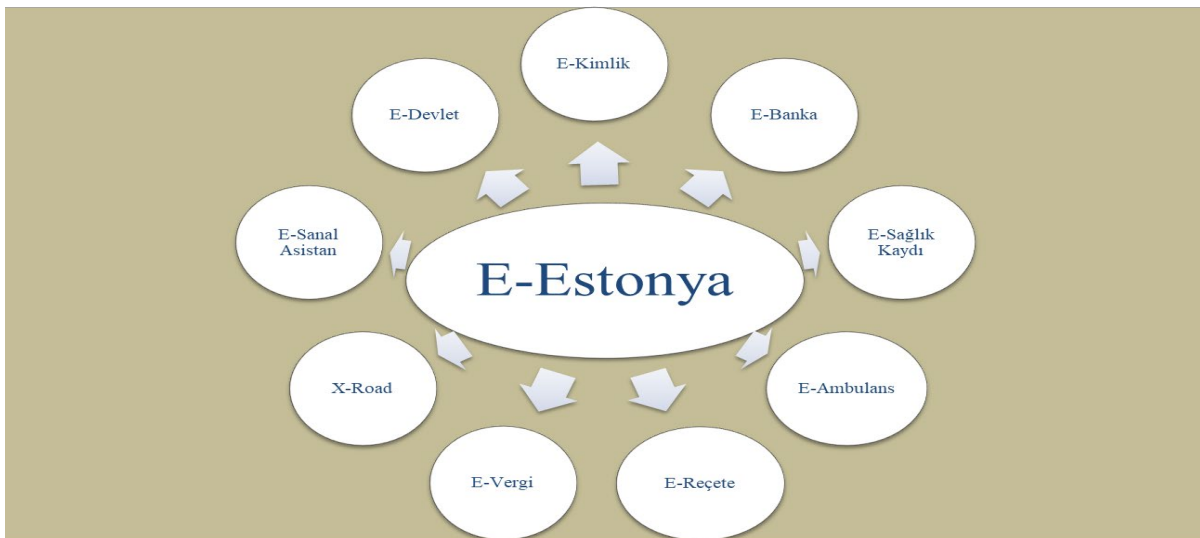 E-Kimlik
E-Devlet
E-Banka
E-Sanal
Asistan
E-Sağlık
Kaydı
E-Estonya
X-Road
E-Ambulans
E-Vergi
E-Reçete